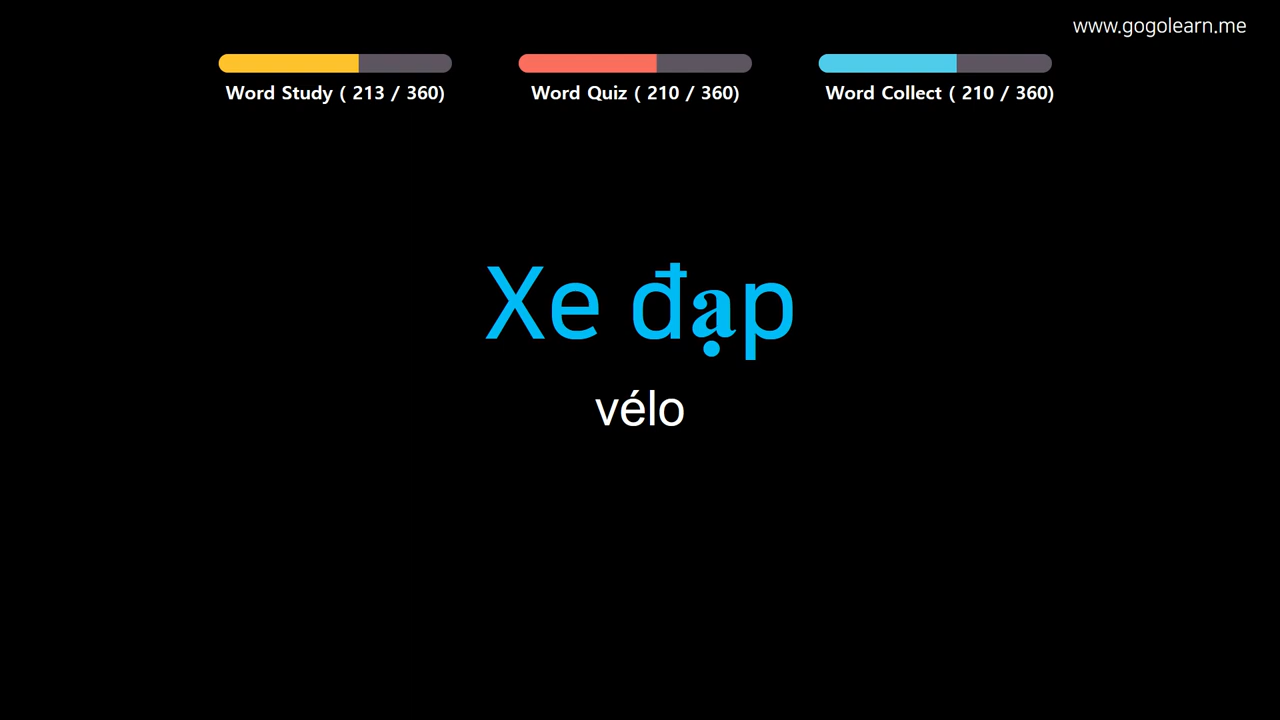 www.gogolearn.me
Word Study ( 213 / 360)
Word Quiz ( 210 / 360)
Word Collect ( 210 / 360)
Xe đạp
vélo